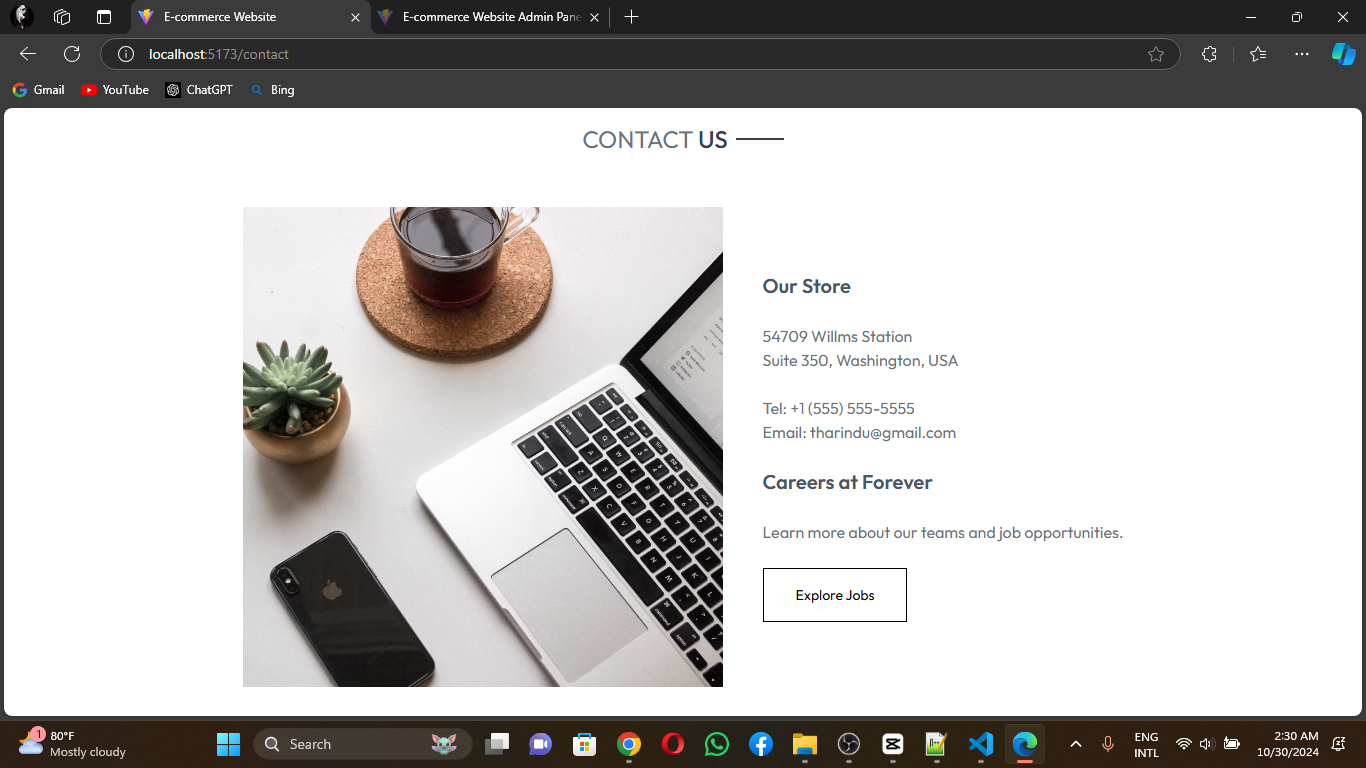 E-commerce Website
E-commerce Website Admin Pane
localhost:5173/contact
Gmail
YouTube
ChatGPT
Bing
CONTACT US
Our Store
54709 Willms Station
Suite 350, Washington, USA
Tel: +1 (555) 555-5555
Email: tharindu@gmail.com
Careers at Forever
Learn more about our teams and job opportunities.
Explore Jobs
1
80°F
Mostly cloudy
Search
ENG
INTL
2:30 AM
10/30/2024